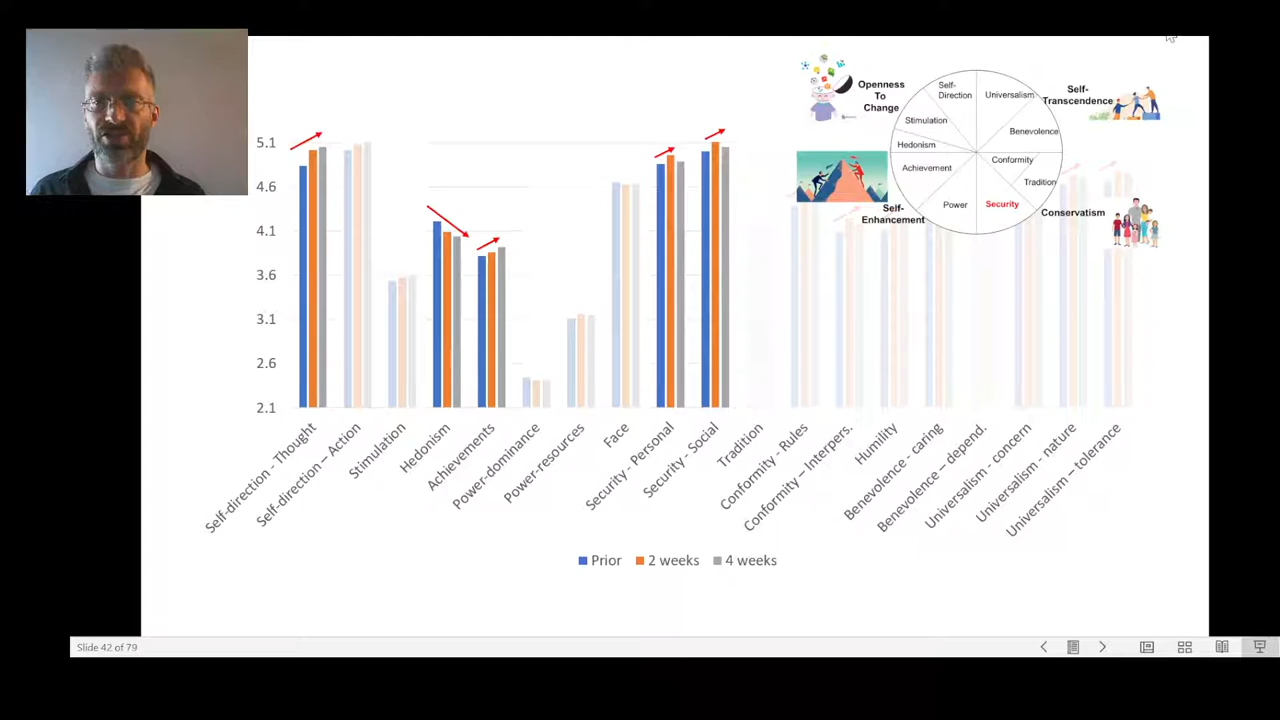 Openness
To
Change
Self-
Direction
Universalism
Self-
Transcendence
Stimulation
Benevolence
Hedonism
Conformity
Achievement
Tradition
Power
Security
Self-
Enhancement
Conservatism
5.1
4.6
4.1
3.6
3.1
2.6
2.1
Self-direction - Thought
Self-direction – Action
Stimulation
Hedonism
Achievements
Power-dominance
Power-resources
Face
Security - Personal
Security - Social
Tradition
Conformity - Rules
Conformity – Interpers.
Humility
Benevolence - caring
Benevolence – depend.
Universalism - concern
Universalism - nature
Universalism – tolerance
Prior 2 weeks 4 weeks
Slide 42 of 79